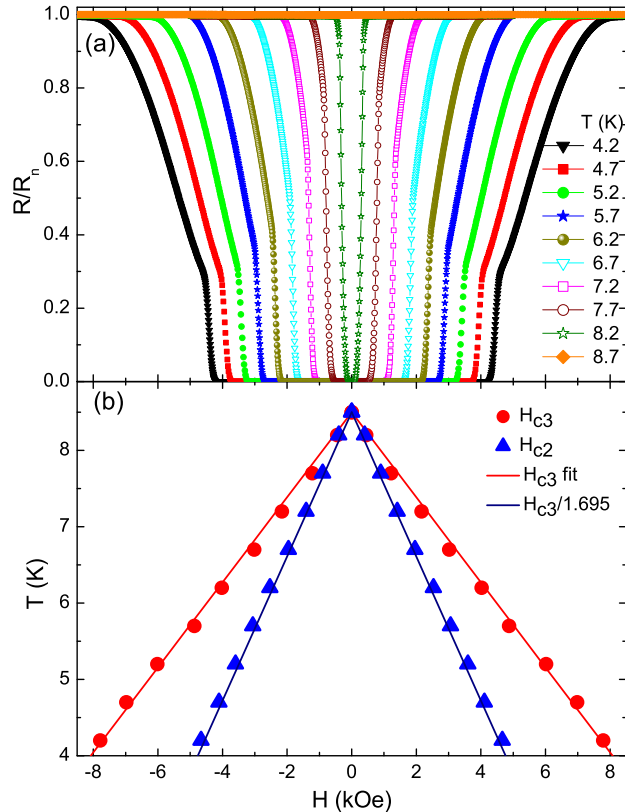 (a)
1.0
0.8
0.6
0.4
0.2
0.0
R/Rn
T (K)
4.2
4.7
5.2
5.7
6.2
6.7
7.2
7.7
8.2
8.7
(b)
8
7
6
5
4
T (K)
Hc3
Hc2
Hc3 fit
Hc3/1.695
-8 -6 -4 -2 0 2 4 6 8
H (kOe)